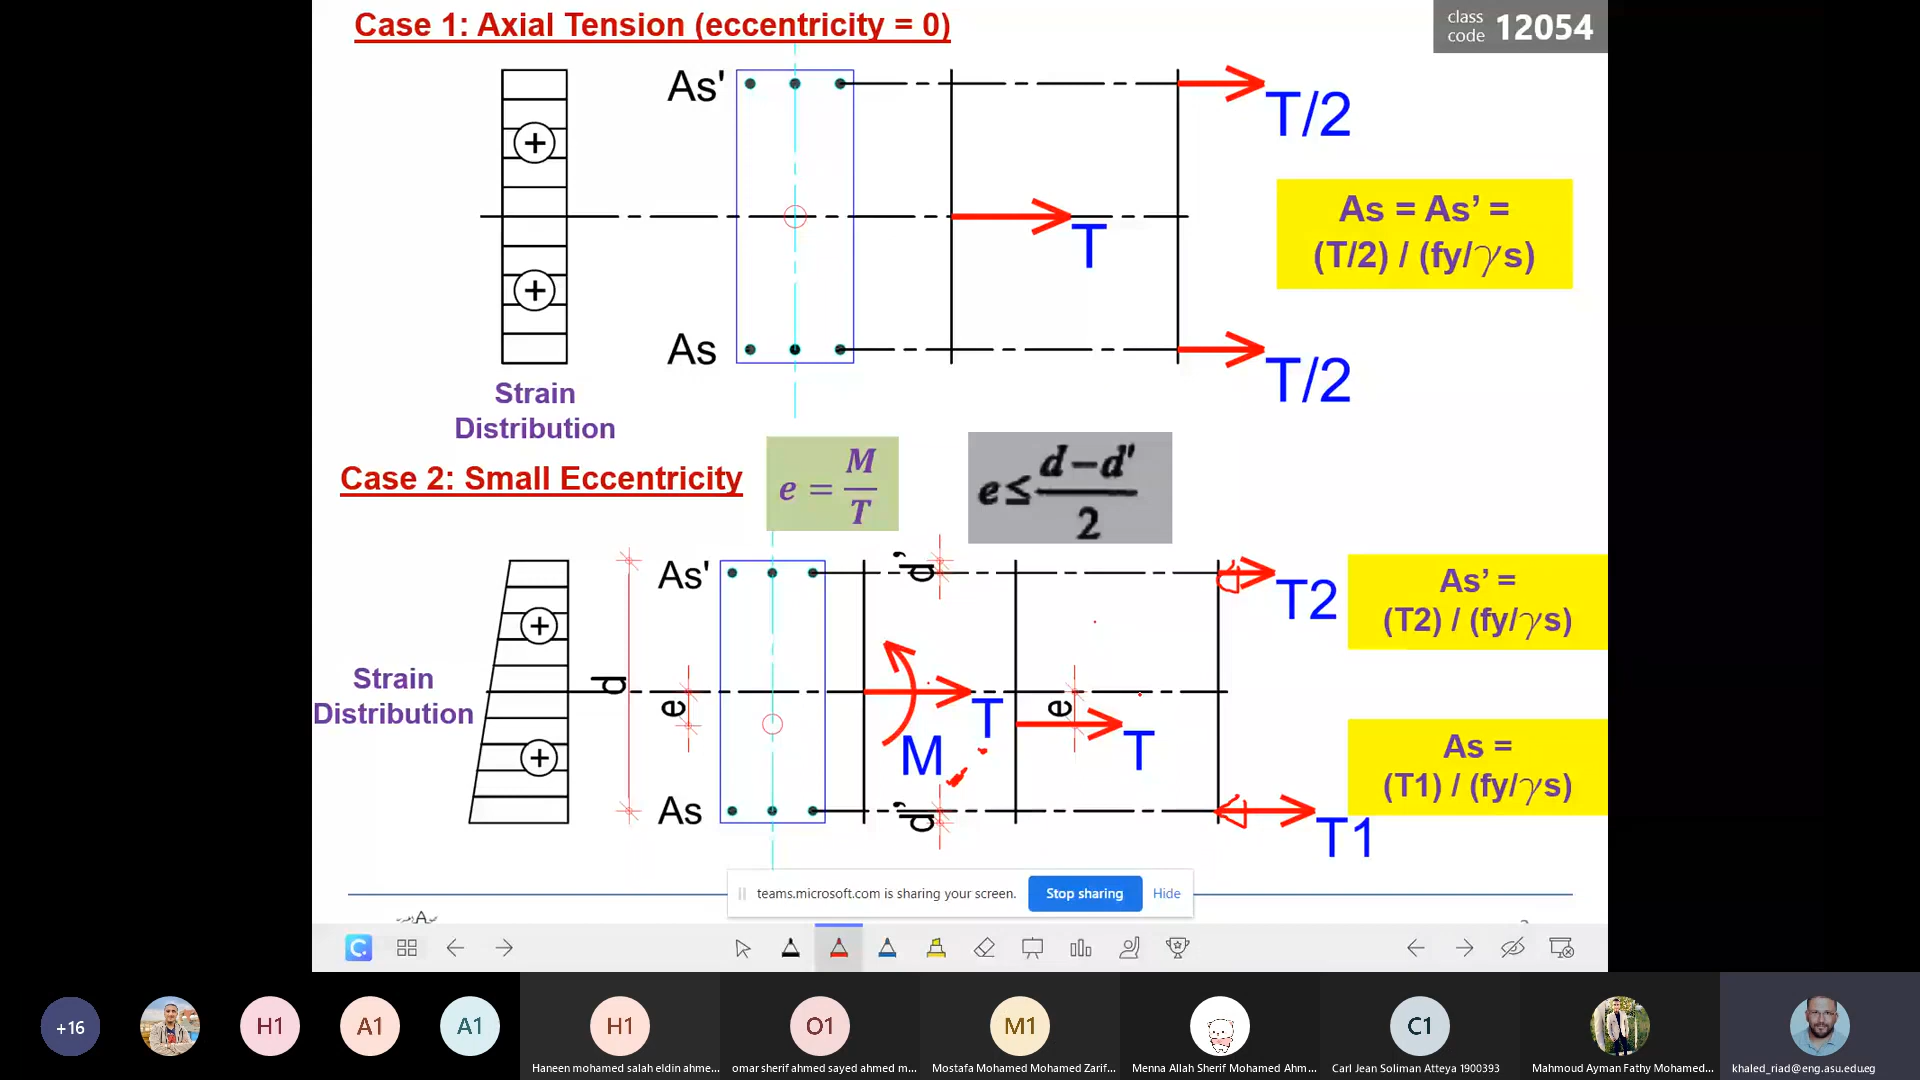 Case 1: Axial Tension (eccentricity = 0)
class code 12054
As'
T/2
As = As’ =
(T/2) / (fy/γs)
T
As
T/2
Strain
Distribution
Case 2: Small Eccentricity
e = M/T
e ≤ (d-d')/2
As'
d'
T2
As’ =
(T2) / (fy/γs)
Strain
Distribution
d
e
T
M
e
T
As =
(T1) / (fy/γs)
As
d'
T1
teams.microsoft.com is sharing your screen.
Stop sharing
Hide
+16
H1
A1
A1
H1
O1
M1
C1
Haneen mohamed salah eldin ahme...
omar sherif ahmed sayed ahmed m...
Mostafa Mohamed Mohamed Zarif...
Menna Allah Sherif Mohamed Ahm...
Carl Jean Soliman Atteya 1900393
Mahmoud Ayman Fathy Mohamed...
khaled_riad@eng.asu.edu.eg